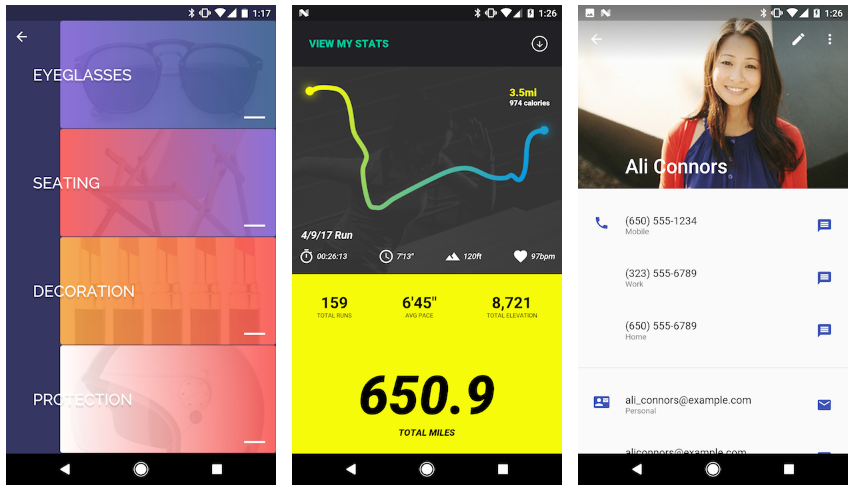 1:17
EYEGLASSES
SEATING
DECORATION
PROTECTION
1:26
VIEW MY STATS
3.5mi
974 calories
4/9/17 Run
00:26:13
7'13"
120ft
97bpm
159
6'45"
8,721
TOTAL RUNS
AVG PACE
TOTAL ELEVATION
650.9
TOTAL MILES
1:26
Ali Connors
(650) 555-1234
Mobile
(323) 555-6789
Work
(650) 555-6789
Home
ali_connors@example.com
Personal
aliconnors@example.com